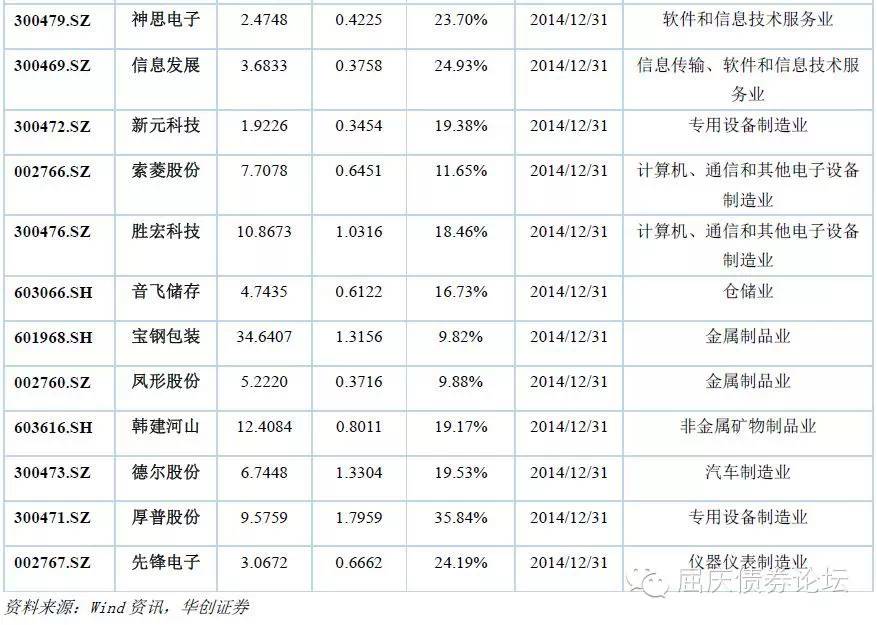 300479.SZ 神思电子 2.4748 0.4225 23.70% 2014/12/31 软件和信息技术服务业
300469.SZ 信息发展 3.6833 0.3758 24.93% 2014/12/31 信息传输、软件和信息技术服
务业
300472.SZ 新元科技 1.9226 0.3454 19.38% 2014/12/31 专用设备制造业
002766.SZ 索菱股份 7.7078 0.6451 11.65% 2014/12/31 计算机、通信和其他电子设备
制造业
300476.SZ 胜宏科技 10.8673 1.0316 18.46% 2014/12/31 计算机、通信和其他电子设备
制造业
603066.SH 音飞储存 4.7435 0.6122 16.73% 2014/12/31 仓储业
601968.SH 宝钢包装 34.6407 1.3156 9.82% 2014/12/31 金属制品业
002760.SZ 凤形股份 5.2220 0.3716 9.88% 2014/12/31 金属制品业
603616.SH 韩建河山 12.4084 0.8011 19.17% 2014/12/31 非金属矿物制品业
300473.SZ 德尔股份 6.7448 1.3304 19.53% 2014/12/31 汽车制造业
300471.SZ 厚普股份 9.5759 1.7959 35.84% 2014/12/31 专用设备制造业
002767.SZ 先锋电子 3.0672 0.6662 24.19% 2014/12/31 仪器仪表制造业
屈庆债券论坛
资料来源：Wind资讯，华创证券